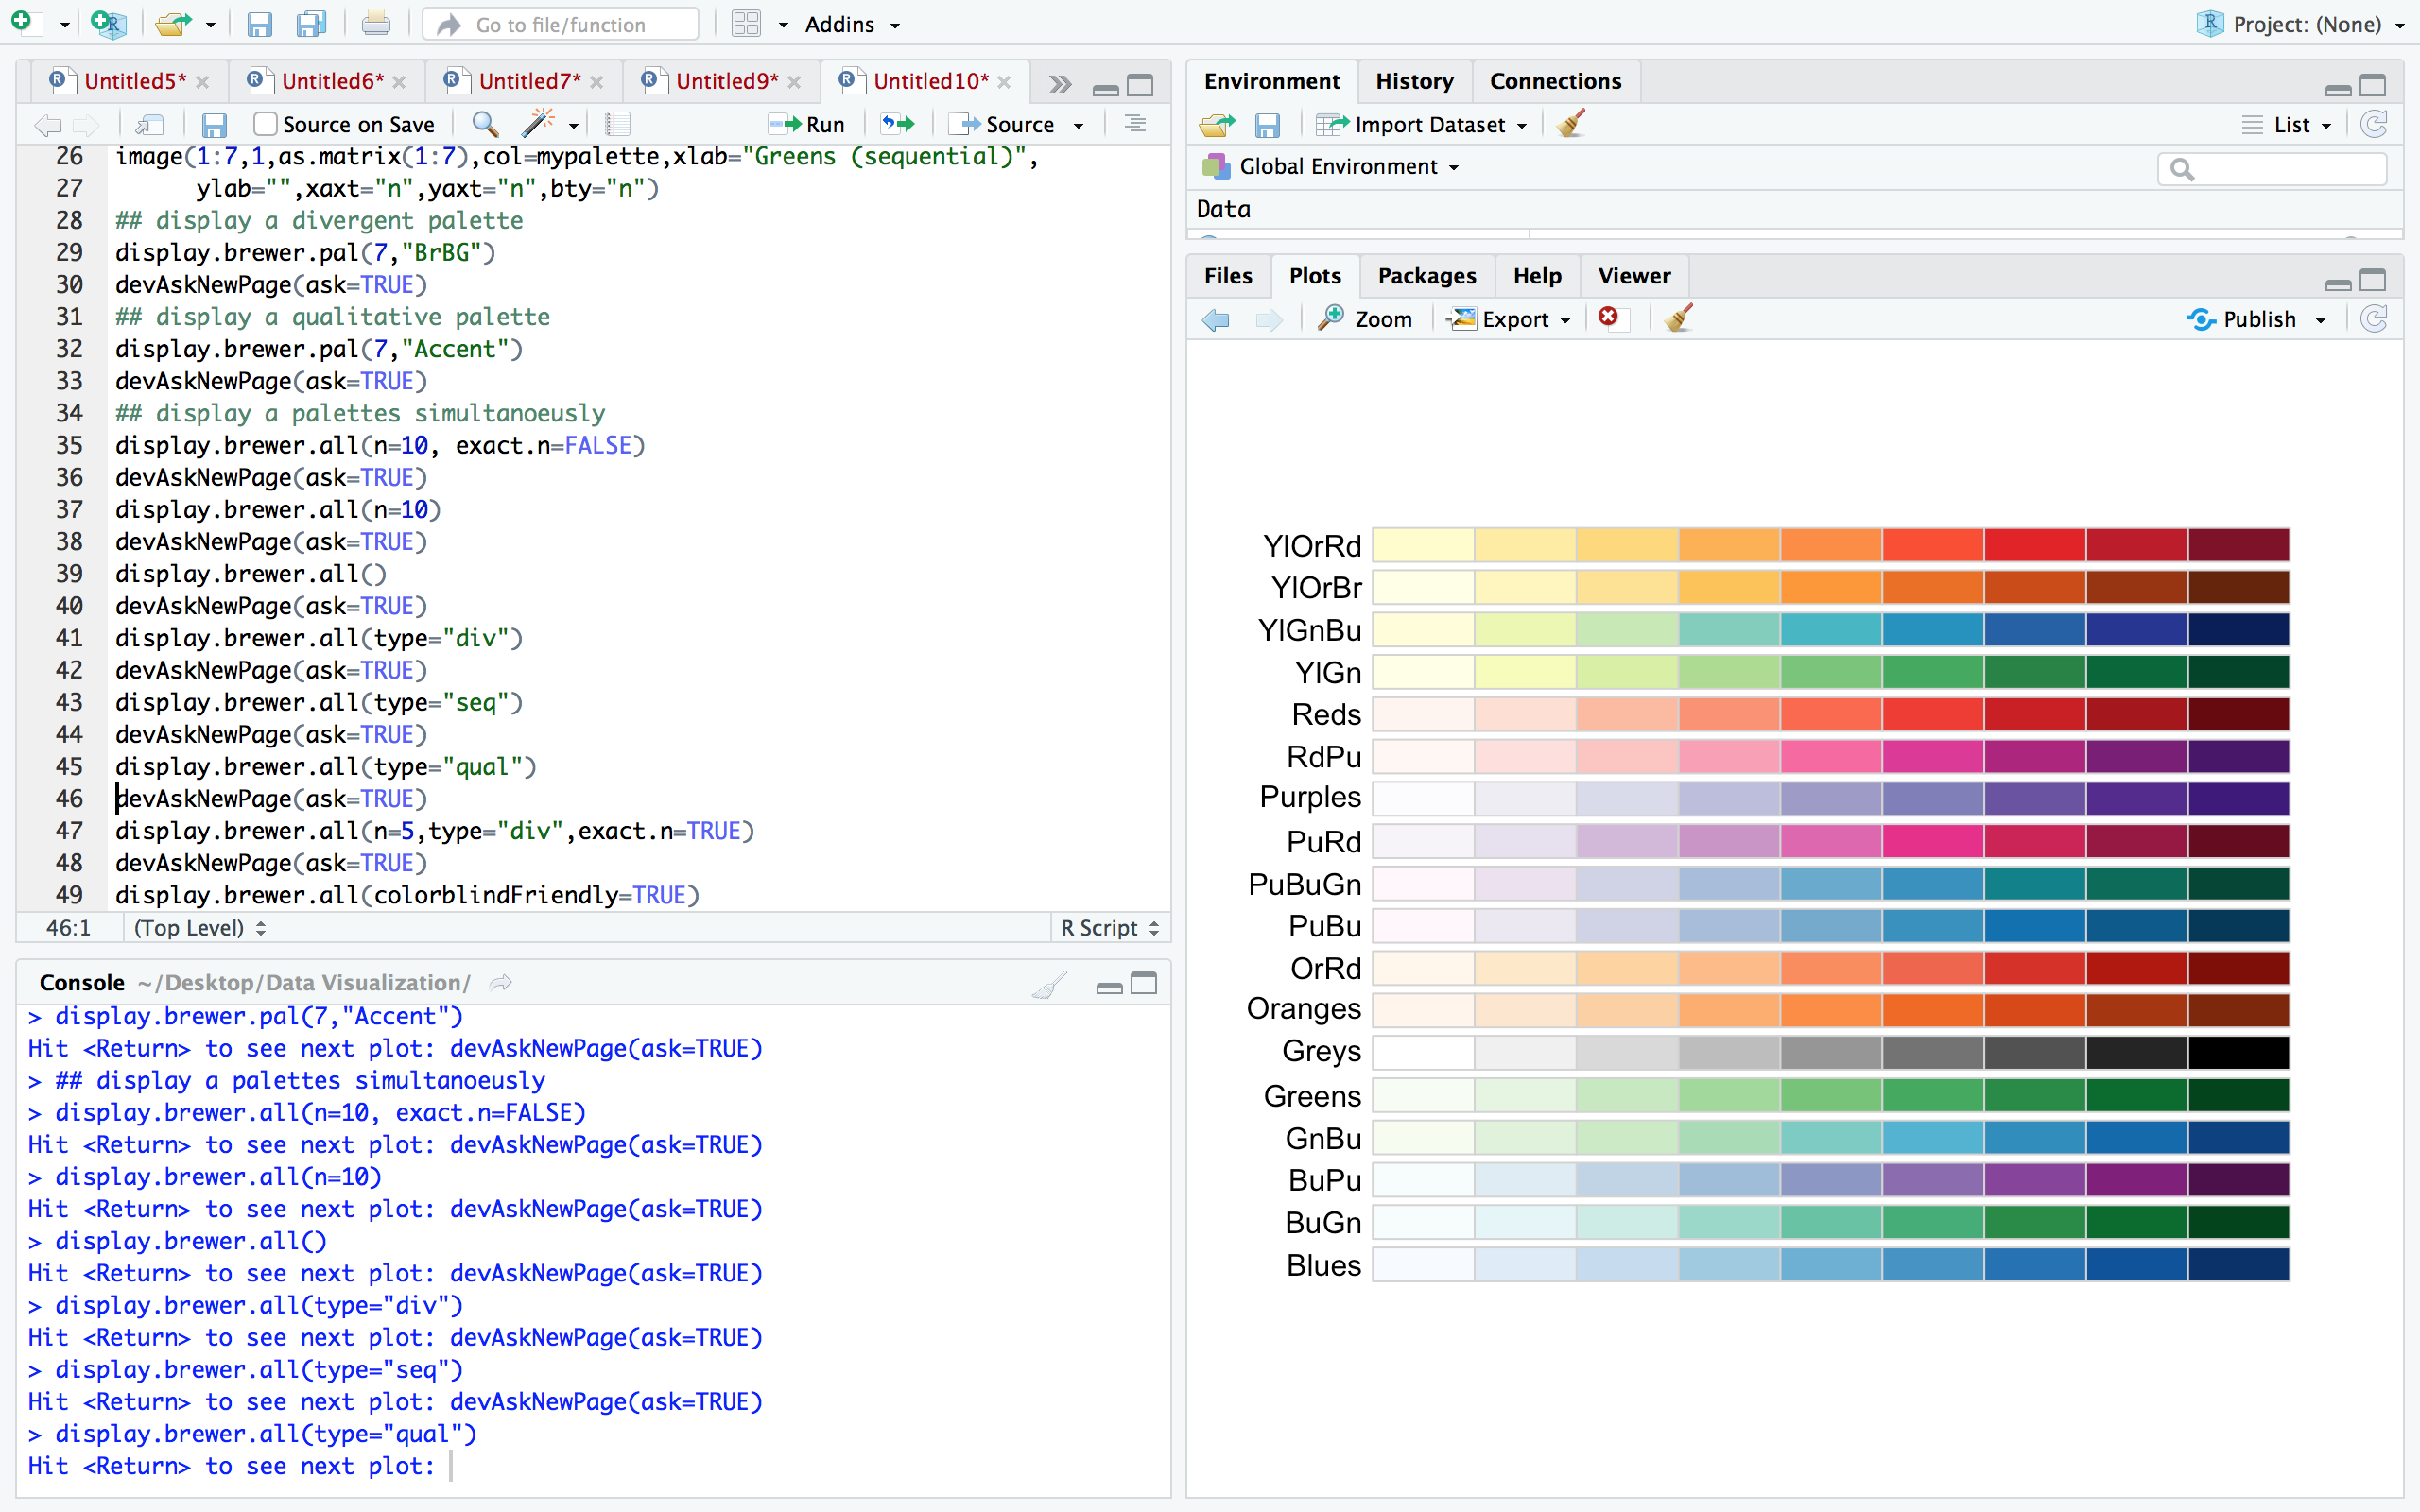 Go to file/function
Addins
Project: (None)
Untitled5*
Untitled6*
Untitled7*
Untitled9*
Untitled10*
Source on Save
Run
Source
26 image(1:7,1,as.matrix(1:7),col=mypalette,xlab="Greens (sequential)",
27 ylab="",xaxt="n",yaxt="n",bty="n")
28 ## display a divergent palette
29 display.brewer.pal(7,"BrBG")
30 devAskNewPage(ask=TRUE)
31 ## display a qualitative palette
32 display.brewer.pal(7,"Accent")
33 devAskNewPage(ask=TRUE)
34 ## display a palettes simultanoeusly
35 display.brewer.all(n=10, exact.n=FALSE)
36 devAskNewPage(ask=TRUE)
37 display.brewer.all(n=10)
38 devAskNewPage(ask=TRUE)
39 display.brewer.all()
40 devAskNewPage(ask=TRUE)
41 display.brewer.all(type="div")
42 devAskNewPage(ask=TRUE)
43 display.brewer.all(type="seq")
44 devAskNewPage(ask=TRUE)
45 display.brewer.all(type="qual")
46 devAskNewPage(ask=TRUE)
47 display.brewer.all(n=5,type="div",exact.n=TRUE)
48 devAskNewPage(ask=TRUE)
49 display.brewer.all(colorblindFriendly=TRUE)
46:1 (Top Level) R Script
Console ~/Desktop/Data Visualization/
> display.brewer.pal(7,"Accent")
Hit <Return> to see next plot: devAskNewPage(ask=TRUE)
> ## display a palettes simultanoeusly
> display.brewer.all(n=10, exact.n=FALSE)
Hit <Return> to see next plot: devAskNewPage(ask=TRUE)
> display.brewer.all(n=10)
Hit <Return> to see next plot: devAskNewPage(ask=TRUE)
> display.brewer.all()
Hit <Return> to see next plot: devAskNewPage(ask=TRUE)
> display.brewer.all(type="div")
Hit <Return> to see next plot: devAskNewPage(ask=TRUE)
> display.brewer.all(type="seq")
Hit <Return> to see next plot: devAskNewPage(ask=TRUE)
> display.brewer.all(type="qual")
Hit <Return> to see next plot:
Environment History Connections
Import Dataset List
Global Environment
Data
Files Plots Packages Help Viewer
Zoom Export Publish
YlOrRd
YlOrBr
YlGnBu
YlGn
Reds
RdPu
Purples
PuRd
PuBuGn
PuBu
OrRd
Oranges
Greys
Greens
GnBu
BuPu
BuGn
Blues